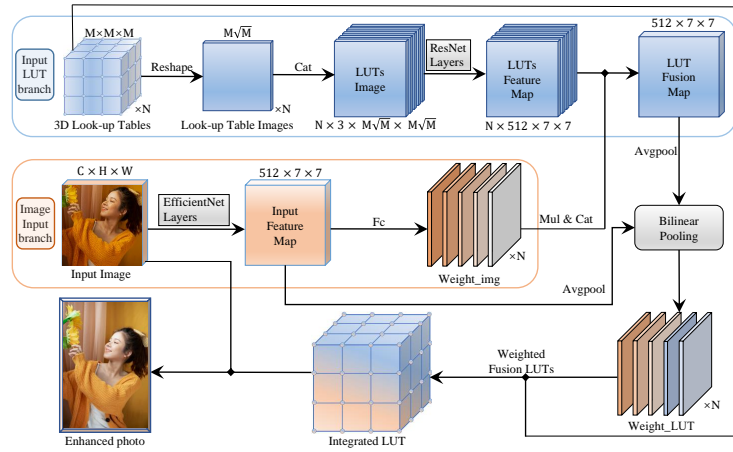 Input
LUT
branch
M×M×M
3D Look-up Tables
×N
Reshape
M√M
Look-up Table Images
×N
Cat
LUTs
Image
N × 3 × M√M × M√M
ResNet
Layers
LUTs
Feature
Map
N × 512 × 7 × 7
512 × 7 × 7
LUT
Fusion
Map
Avgpool
Image
Input
branch
C × H × W
Input Image
EfficientNet
Layers
512 × 7 × 7
Input
Feature
Map
Fc
Weight_img
×N
Mul & Cat
Bilinear
Pooling
Avgpool
Enhanced photo
Integrated LUT
Weighted
Fusion LUTs
Weight_LUT
×N